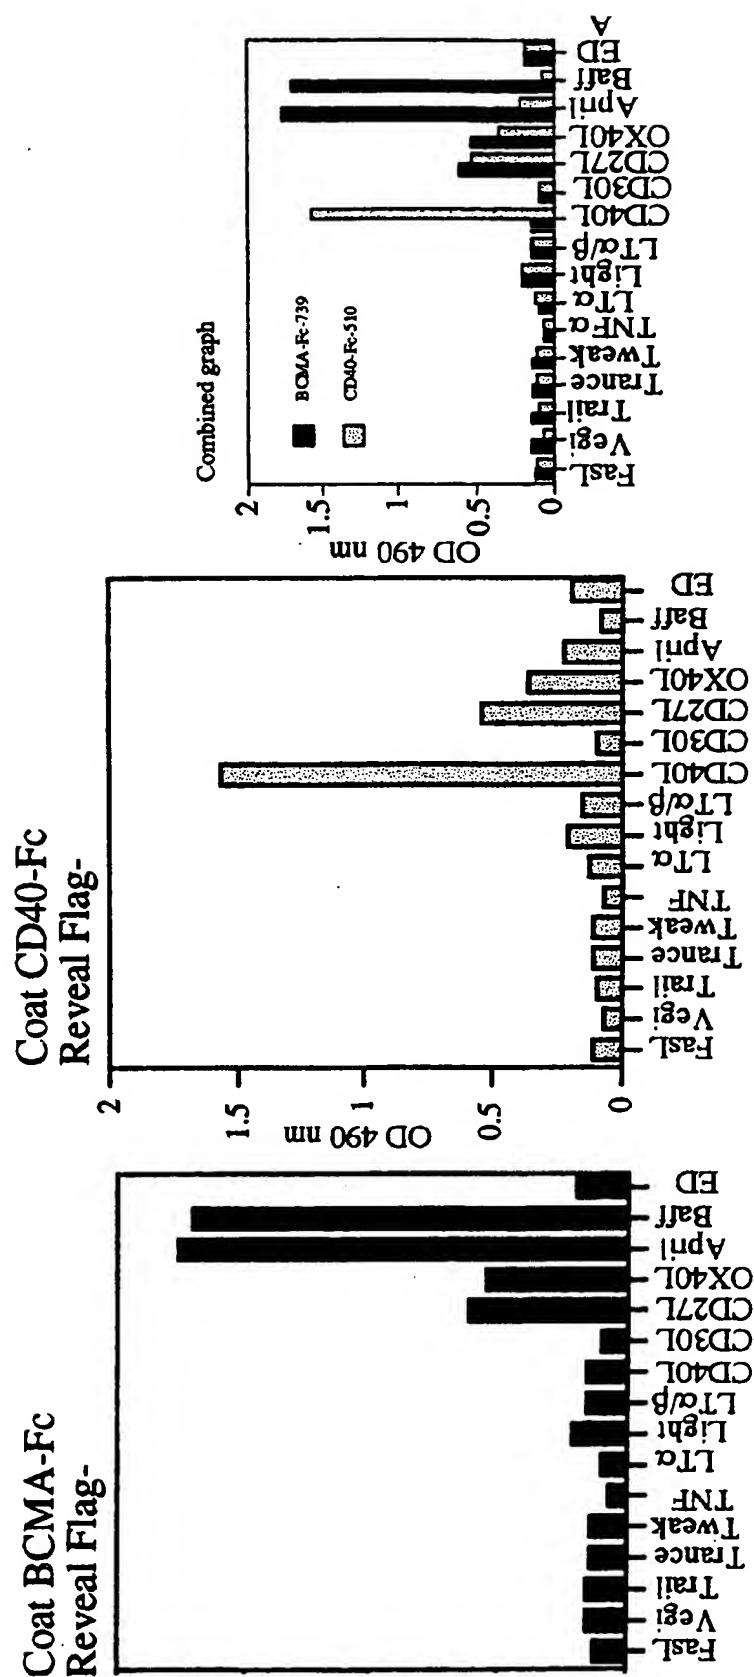 Coat BCMA-Fc
Reveal Flag-
FasL
Vegi
Trail
Trance
Tweak
TNF
LTα
Light
LTα/β
CD40L
CD30L
CD27L
OX40L
April
Baff
ED
Coat CD40-Fc
Reveal Flag-
OD 490 nm
2
1.5
1
0.5
0
FasL
Vegi
Trail
Trance
Tweak
TNF
LTα
Light
LTα/β
CD40L
CD30L
CD27L
OX40L
April
Baff
ED
Combined graph
OD 490 nm
2
1.5
1
0.5
0
BCMA-Fc-739
CD40-Fc-510
FasL
Vegi
Trail
Trance
Tweak
TNFα
LTα
Light
LTα/β
CD40L
CD30L
CD27L
OX40L
April
Baff
ED
A